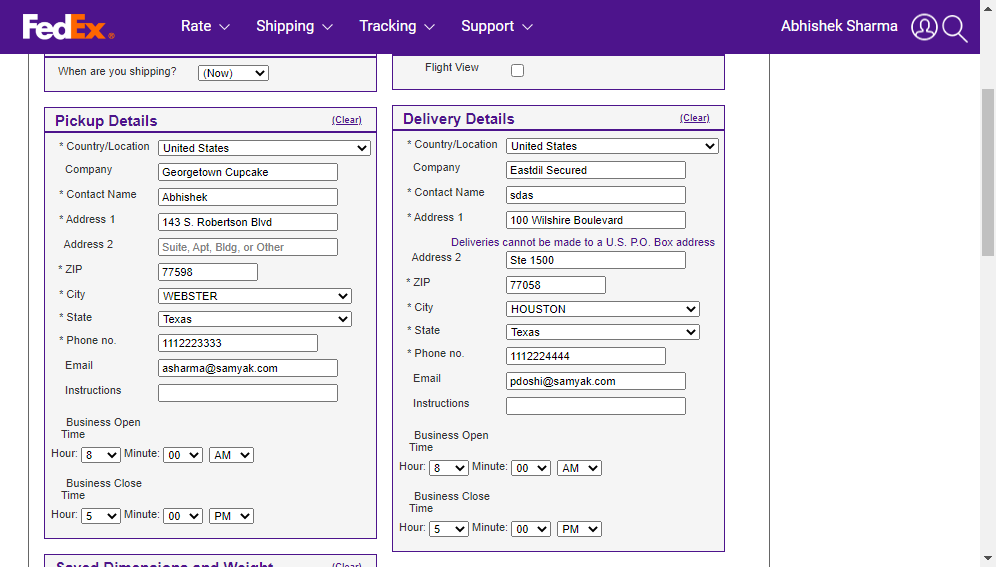 FedEx®
Rate Shipping Tracking Support Abhishek Sharma
When are you shipping? (Now)
Flight View
Pickup Details (Clear)
* Country/Location United States
Company Georgetown Cupcake
* Contact Name Abhishek
* Address 1 143 S. Robertson Blvd
Address 2 Suite, Apt, Bldg, or Other
* ZIP 77598
* City WEBSTER
* State Texas
* Phone no. 1112223333
Email asharma@samyak.com
Instructions
Business Open
Time
Hour: 8 Minute: 00 AM
Business Close
Time
Hour: 5 Minute: 00 PM
Delivery Details (Clear)
* Country/Location United States
Company Eastdil Secured
* Contact Name sdas
* Address 1 100 Wilshire Boulevard
Deliveries cannot be made to a U.S. P.O. Box address
Address 2 Ste 1500
* ZIP 77058
* City HOUSTON
* State Texas
* Phone no. 1112224444
Email pdoshi@samyak.com
Instructions
Business Open
Time
Hour: 8 Minute: 00 AM
Business Close
Time
Hour: 5 Minute: 00 PM
Saved Dimensions and Weight (Clear)